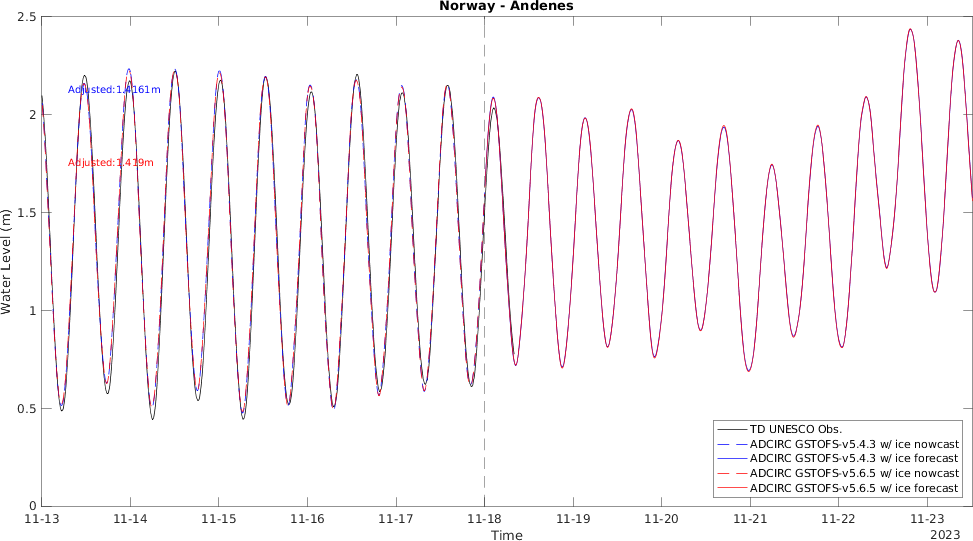 Norway - Andenes
2.5
2
1.5
1
0.5
0
Water Level (m)
Adjusted:1.4161m
Adjusted:1.419m
TD UNESCO Obs.
ADCIRC GSTOFS-v5.4.3 w/ ice nowcast
ADCIRC GSTOFS-v5.4.3 w/ ice forecast
ADCIRC GSTOFS-v5.6.5 w/ ice nowcast
ADCIRC GSTOFS-v5.6.5 w/ ice forecast
11-13 11-14 11-15 11-16 11-17 11-18 11-19 11-20 11-21 11-22 11-23
Time 2023